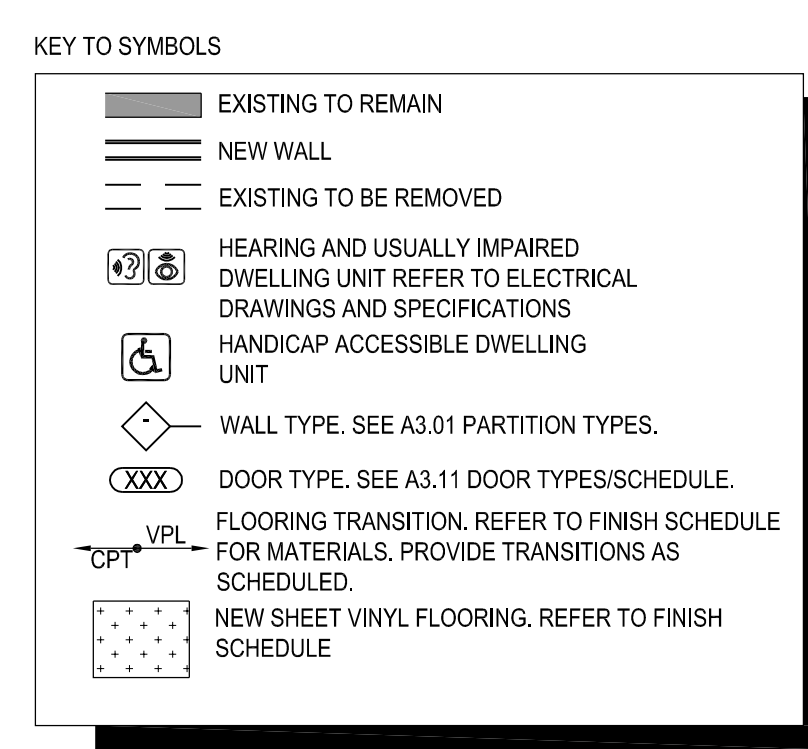 KEY TO SYMBOLS
EXISTING TO REMAIN
NEW WALL
EXISTING TO BE REMOVED
HEARING AND USUALLY IMPAIRED
DWELLING UNIT REFER TO ELECTRICAL
DRAWINGS AND SPECIFICATIONS
HANDICAP ACCESSIBLE DWELLING
UNIT
- WALL TYPE. SEE A3.01 PARTITION TYPES.
XXX DOOR TYPE. SEE A3.11 DOOR TYPES/SCHEDULE.
CPT VPL FLOORING TRANSITION. REFER TO FINISH SCHEDULE
FOR MATERIALS. PROVIDE TRANSITIONS AS
SCHEDULED.
NEW SHEET VINYL FLOORING. REFER TO FINISH
SCHEDULE